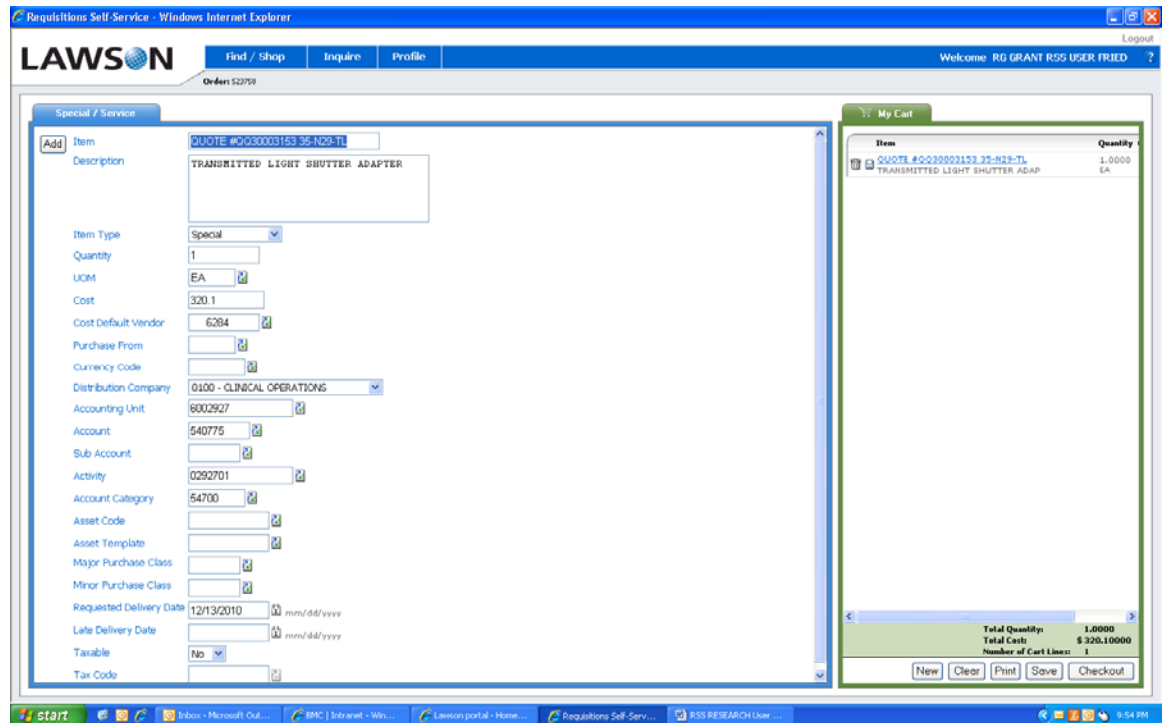 Requisitions Self-Service - Windows Internet Explorer
Logout
LAWSON
Find / Shop Inquire Profile
Welcome RG GRANT RSS USER FRIED ?
Order: 523750
Special / Service
My Cart
Add Item QUOTE #QQ30003153 35-N29-TL
Description TRANSMITTED LIGHT SHUTTER ADAPTER
Item Type Special
Quantity 1
UOM EA
Cost 320.1
Cost Default Vendor 6284
Purchase From
Currency Code
Distribution Company 0100 - CLINICAL OPERATIONS
Accounting Unit 6002927
Account 540775
Sub Account
Activity 0292701
Account Category 54700
Asset Code
Asset Template
Major Purchase Class
Minor Purchase Class
Requested Delivery Date 12/13/2010 mm/dd/yyyy
Late Delivery Date mm/dd/yyyy
Taxable No
Tax Code
Item Quantity
QUOTE #QQ30003153 35-N29-TL 1.0000
TRANSMITTED LIGHT SHUTTER ADAP EA
Total Quantity: 1.0000
Total Cost: $ 320.10000
Number of Cart Lines: 1
New Clear Print Save Checkout
start Inbox - Microsoft Out... BMC | Intranet - Win... Lawson portal - Home... Requisitions Self-Serv... RSS RESEARCH User ... 9:54 PM